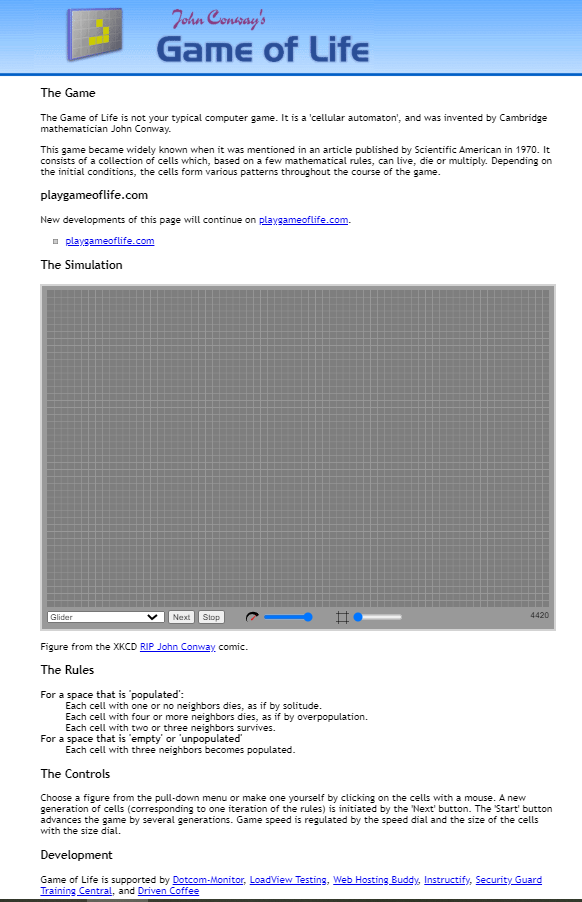 John Conway's
Game of Life
The Game
The Game of Life is not your typical computer game. It is a 'cellular automaton', and was invented by Cambridge
mathematician John Conway.
This game became widely known when it was mentioned in an article published by Scientific American in 1970. It
consists of a collection of cells which, based on a few mathematical rules, can live, die or multiply. Depending on
the initial conditions, the cells form various patterns throughout the course of the game.
playgameoflife.com
New developments of this page will continue on playgameoflife.com.
playgameoflife.com
The Simulation
Glider
Next
Stop
4420
Figure from the XKCD RIP John Conway comic.
The Rules
For a space that is 'populated':
Each cell with one or no neighbors dies, as if by solitude.
Each cell with four or more neighbors dies, as if by overpopulation.
Each cell with two or three neighbors survives.
For a space that is 'empty' or 'unpopulated'
Each cell with three neighbors becomes populated.
The Controls
Choose a figure from the pull-down menu or make one yourself by clicking on the cells with a mouse. A new
generation of cells (corresponding to one iteration of the rules) is initiated by the 'Next' button. The 'Start' button
advances the game by several generations. Game speed is regulated by the speed dial and the size of the cells
with the size dial.
Development
Game of Life is supported by Dotcom-Monitor, LoadView Testing, Web Hosting Buddy, Instructify, Security Guard
Training Central, and Driven Coffee